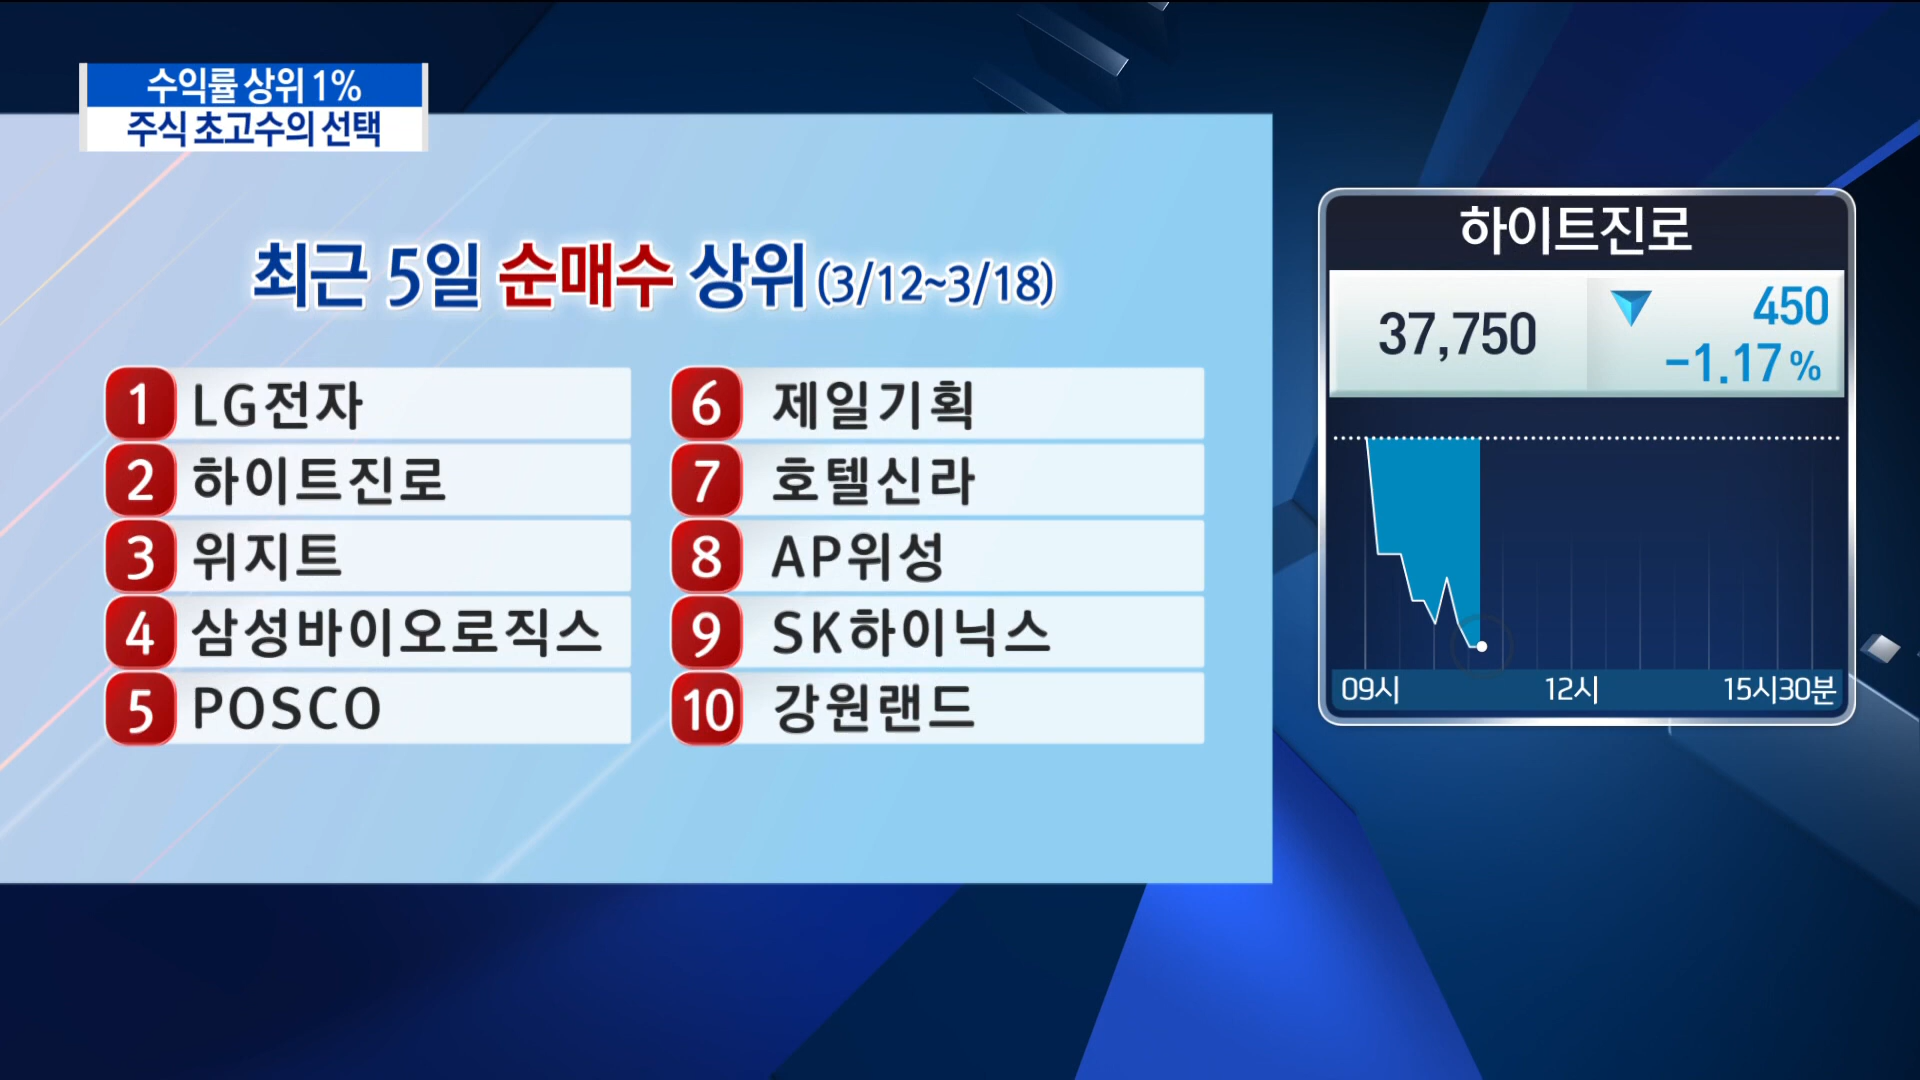 수익률 상위 1%
주식 초고수의 선택
최근 5일 순매수 상위 (3/12~3/18)
1 LG전자
2 하이트진로
3 위지트
4 삼성바이오로직스
5 POSCO
6 제일기획
7 호텔신라
8 AP위성
9 SK하이닉스
10 강원랜드
하이트진로
37,750
▼ 450
-1.17 %
09시 12시 15시30분